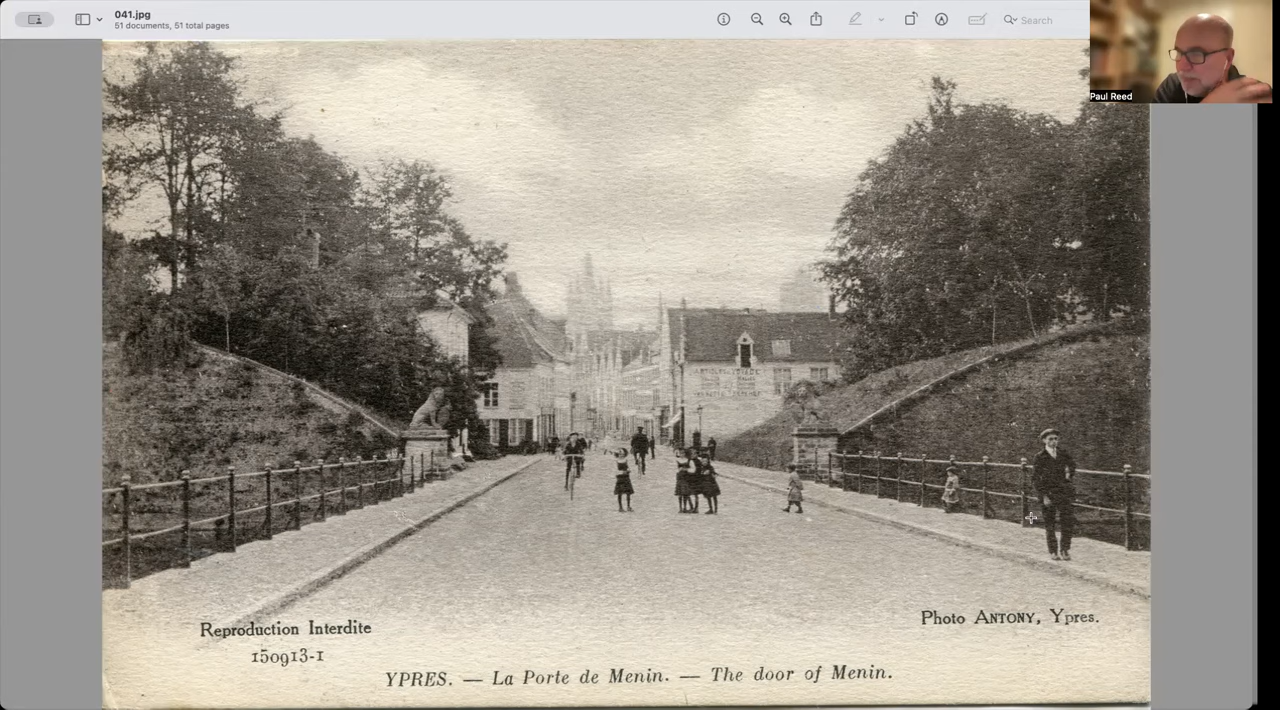 041.jpg
51 documents, 51 total pages
Search
Paul Reed
Reproduction Interdite
150913-1
Photo ANTONY, Ypres.
YPRES. — La Porte de Menin. — The door of Menin.